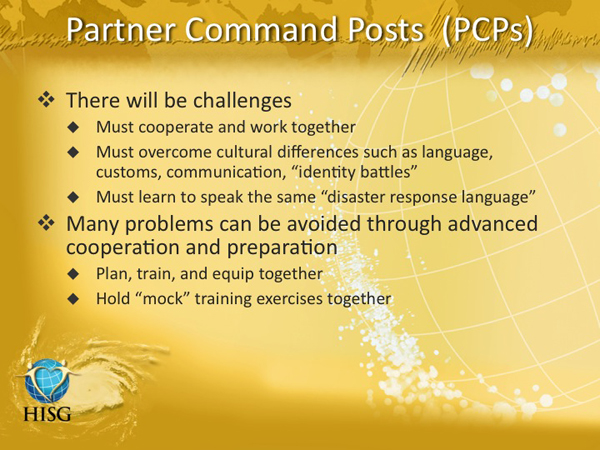 Partner Command Posts (PCPs)
There will be challenges
Must cooperate and work together
Must overcome cultural differences such as language,
customs, communication, “identity battles”
Must learn to speak the same “disaster response language”
Many problems can be avoided through advanced
cooperation and preparation
Plan, train, and equip together
Hold “mock” training exercises together
HISG